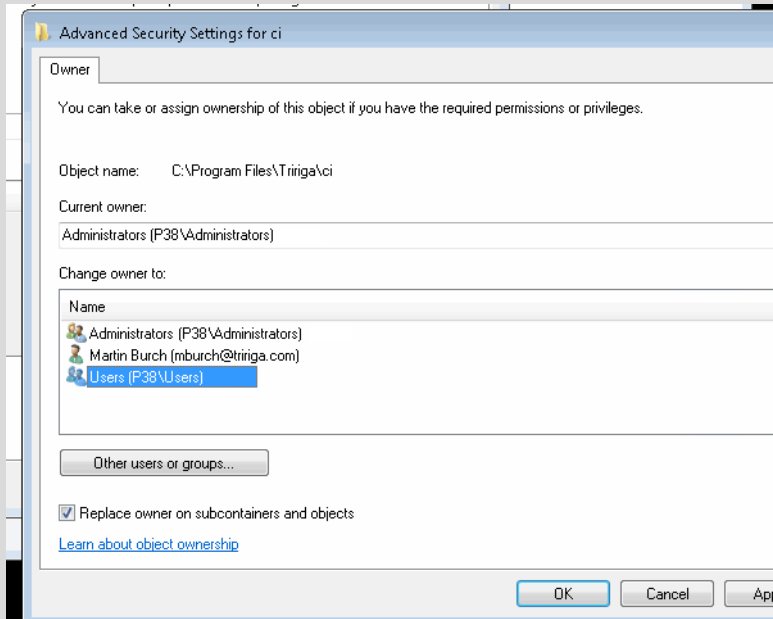 Advanced Security Settings for ci
Owner
You can take or assign ownership of this object if you have the required permissions or privileges.
Object name: C:\Program Files\Tririga\ci
Current owner:
Administrators (P38\Administrators)
Change owner to:
Name
Administrators (P38\Administrators)
Martin Burch (mburch@tririga.com)
Users (P38\Users)
Other users or groups...
Replace owner on subcontainers and objects
Learn about object ownership
OK Cancel App